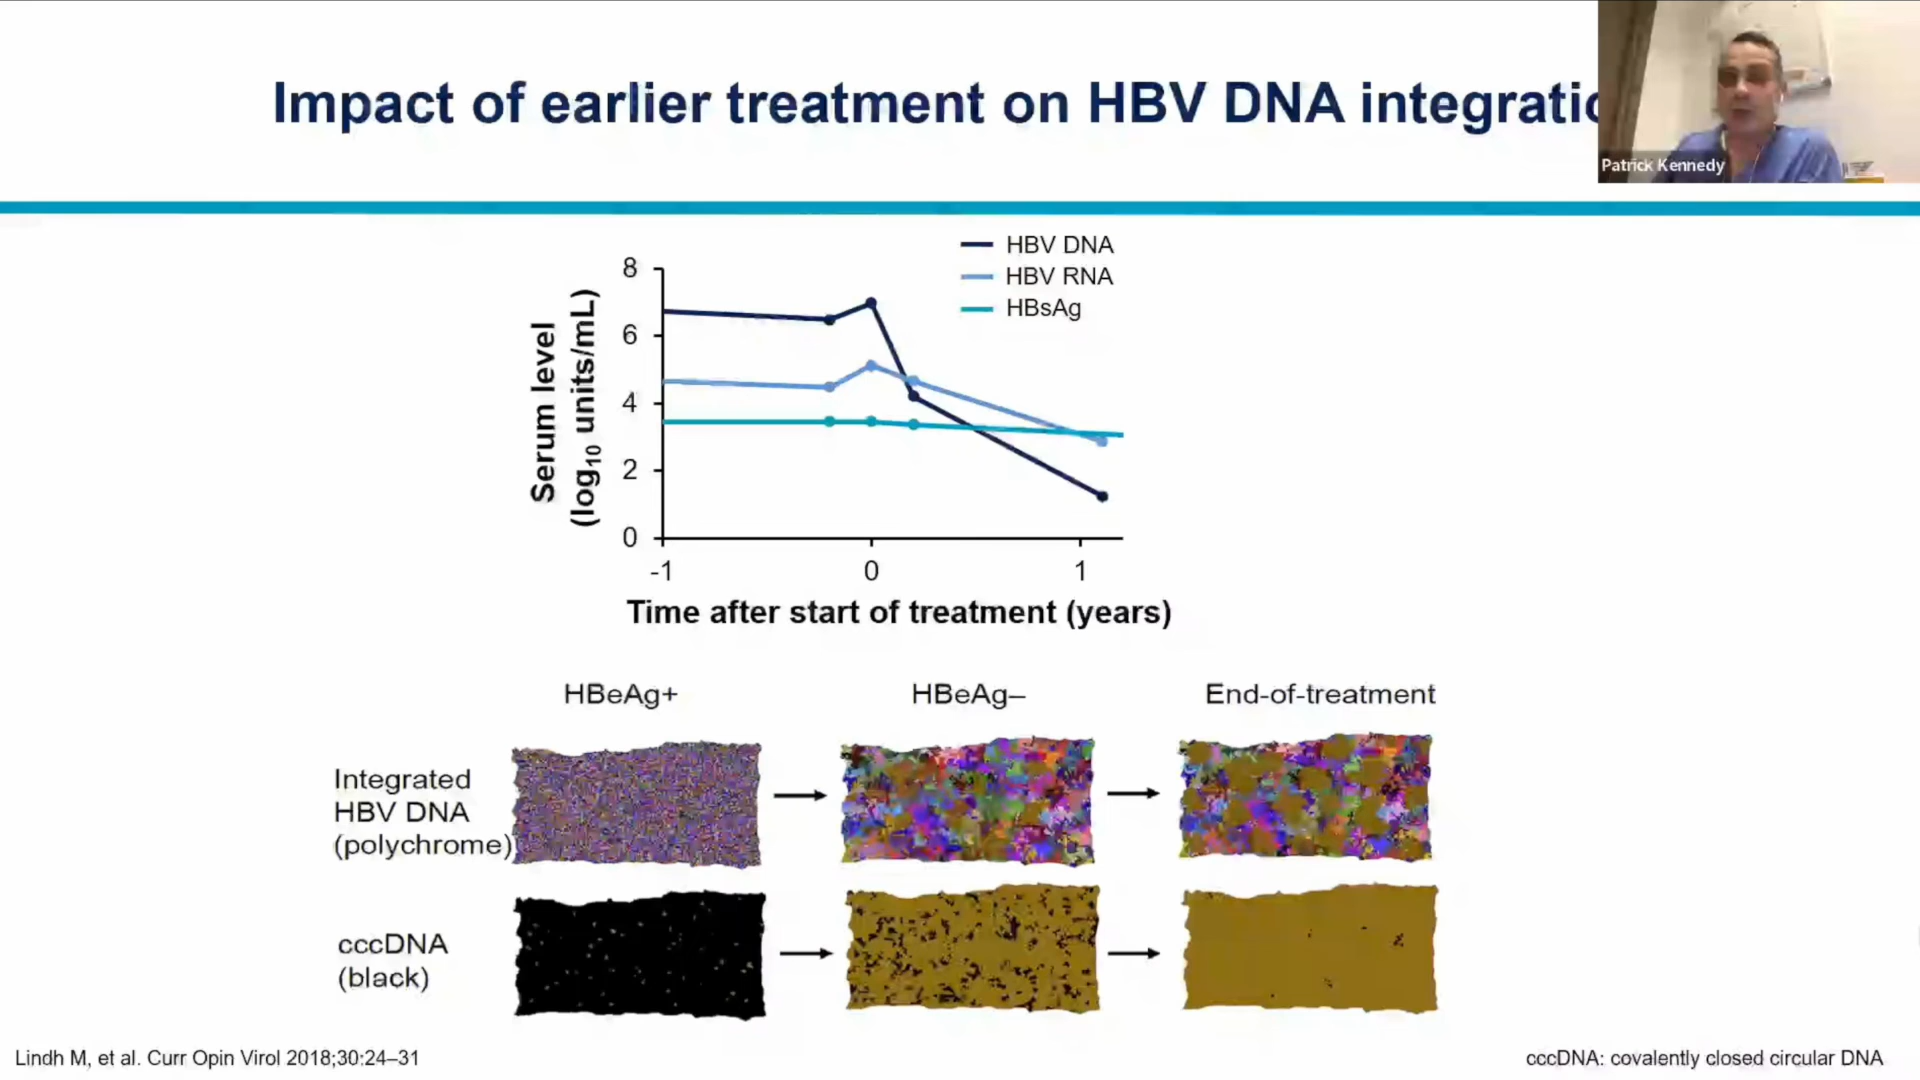 Impact of earlier treatment on HBV DNA integratio
Patrick Kennedy
HBV DNA
HBV RNA
HBsAg
8
6
4
2
0
Serum level
(log10 units/mL)
-1 0 1
Time after start of treatment (years)
HBeAg+ HBeAg– End-of-treatment
Integrated
HBV DNA
(polychrome)
cccDNA
(black)
Lindh M, et al. Curr Opin Virol 2018;30:24–31
cccDNA: covalently closed circular DNA